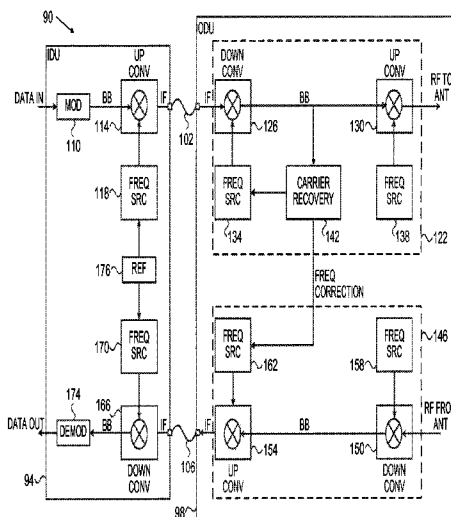 90
IDU
ODU
UP
CONV
DOWN
CONV
UP
CONV
DATA IN
MOD
BB
IF
IF
BB
RF TO
ANT
110
114
102
126
130
118
FREQ
SRC
FREQ
SRC
CARRIER
RECOVERY
FREQ
SRC
134
142
138
122
176
REF
FREQ
CORRECTION
170
FREQ
SRC
FREQ
SRC
162
FREQ
SRC
158
146
174
166
DATA OUT
DEMOD
BB
IF
IF
BB
RF FROM
ANT
106
154
150
94
DOWN
CONV
98
UP
CONV
DOWN
CONV